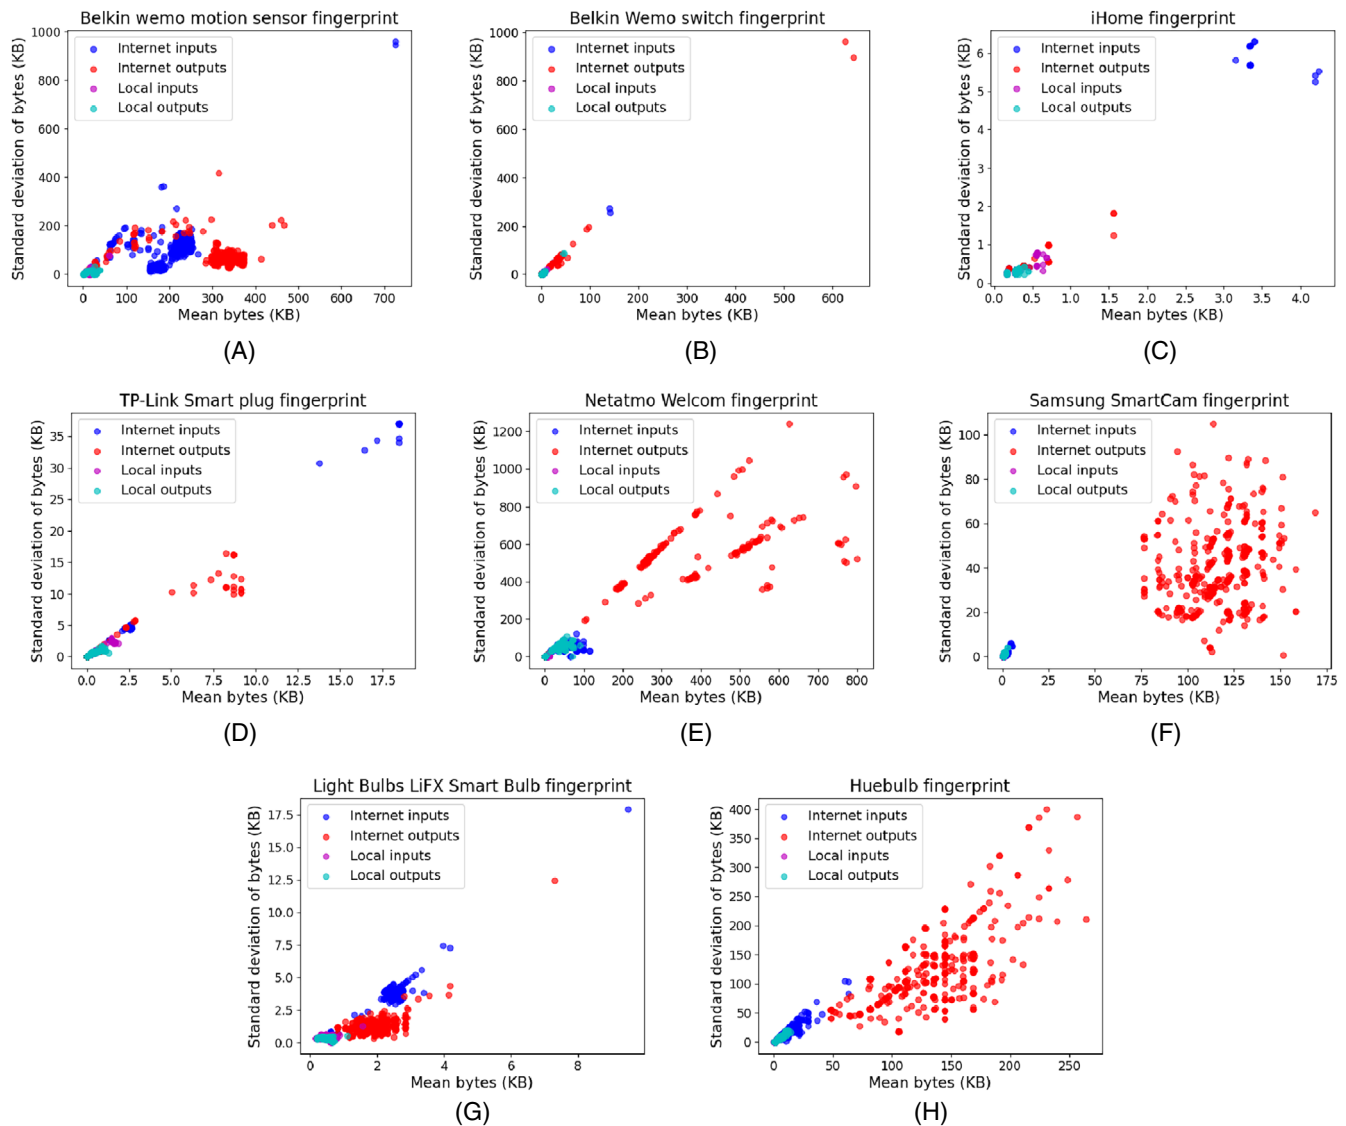 Belkin wemo motion sensor fingerprint
Standard deviation of bytes (KB)
1000
800
600
400
200
0
Internet inputs
Internet outputs
Local inputs
Local outputs
0 100 200 300 400 500 600 700
Mean bytes (KB)
(A)
Belkin Wemo switch fingerprint
Standard deviation of bytes (KB)
1000
800
600
400
200
0
Internet inputs
Internet outputs
Local inputs
Local outputs
0 100 200 300 400 500 600
Mean bytes (KB)
(B)
iHome fingerprint
Standard deviation of bytes (KB)
6
5
4
3
2
1
0
Internet inputs
Internet outputs
Local inputs
Local outputs
0.0 0.5 1.0 1.5 2.0 2.5 3.0 3.5 4.0
Mean bytes (KB)
(C)
TP-Link Smart plug fingerprint
Standard deviation of bytes (KB)
35
30
25
20
15
10
5
0
Internet inputs
Internet outputs
Local inputs
Local outputs
0.0 2.5 5.0 7.5 10.0 12.5 15.0 17.5
Mean bytes (KB)
(D)
Netatmo Welcom fingerprint
Standard deviation of bytes (KB)
1200
1000
800
600
400
200
0
Internet inputs
Internet outputs
Local inputs
Local outputs
0 100 200 300 400 500 600 700 800
Mean bytes (KB)
(E)
Samsung SmartCam fingerprint
Standard deviation of bytes (KB)
100
80
60
40
20
0
Internet inputs
Internet outputs
Local inputs
Local outputs
0 25 50 75 100 125 150 175
Mean bytes (KB)
(F)
Light Bulbs LiFX Smart Bulb fingerprint
Standard deviation of bytes (KB)
17.5
15.0
12.5
10.0
7.5
5.0
2.5
0.0
Internet inputs
Internet outputs
Local inputs
Local outputs
0 2 4 6 8
Mean bytes (KB)
(G)
Huebulb fingerprint
Standard deviation of bytes (KB)
400
350
300
250
200
150
100
50
0
Internet inputs
Internet outputs
Local inputs
Local outputs
0 50 100 150 200 250
Mean bytes (KB)
(H)